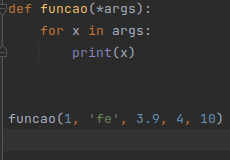 def funcao(*args):
    for x in args:
        print(x)
funcao(1, 'fe', 3.9, 4, 10)